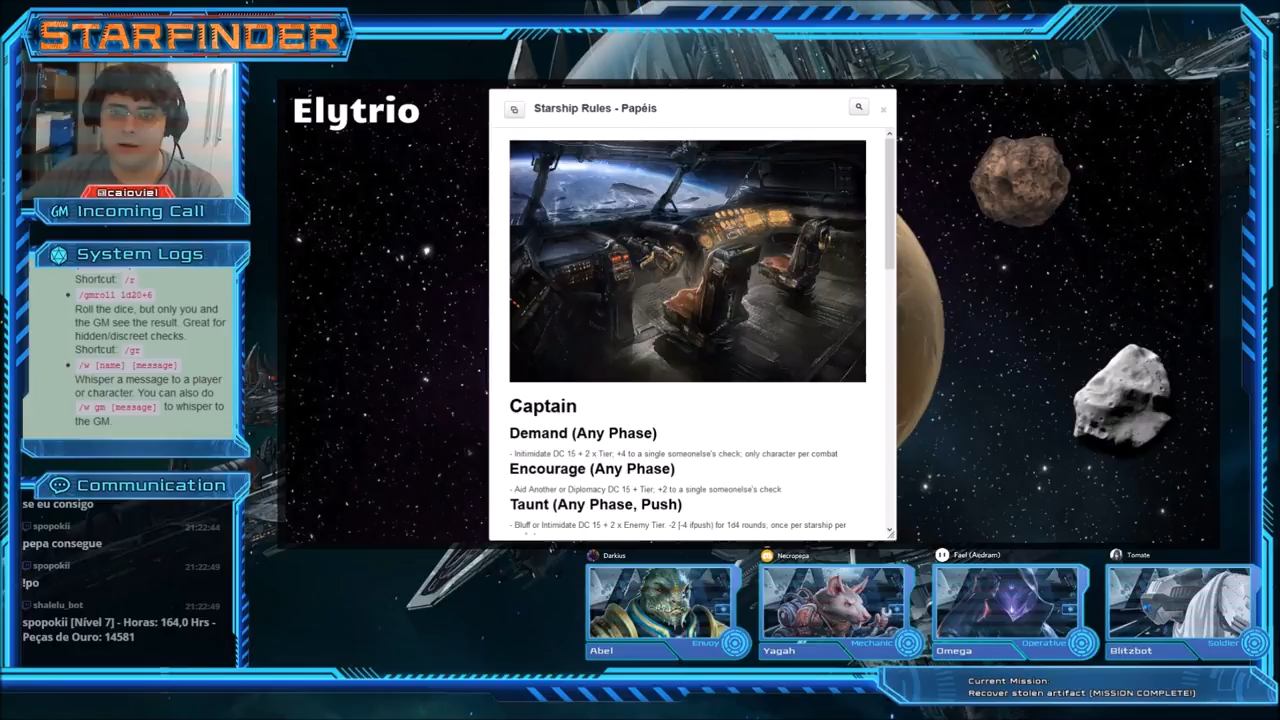 STARFINDER
@caioviel
GM Incoming Call
System Logs
Shortcut: /r
/gmroll 1d20+6
Roll the dice, but only you and
the GM see the result. Great for
hidden/discreet checks.
Shortcut: /gr
/w [name] [message]
Whisper a message to a player
or character. You can also do
/w gm [message] to whisper to
the GM.
Communication
se eu consigo
spopokii 21:22:44
pepa consegue
spopokii 21:22:49
!po
shalelu_bot 21:22:49
spopokii [Nível 7] - Horas: 164,0 Hrs -
Peças de Ouro: 14581
Elytrio
Starship Rules - Papéis
Captain
Demand (Any Phase)
- Initimidate DC 15 + 2 x Tier, +4 to a single someonelse's check; only character per combat
Encourage (Any Phase)
- Aid Another or Diplomacy DC 15 + Tier, +2 to a single someonelse's check
Taunt (Any Phase, Push)
- Bluff or Intimidate DC 15 + 2 x Enemy Tier. -2 [-4 ifpush) for 1d4 rounds, once per starship per
Darkius
Necropepa
Fael (Aedram)
Tomate
Envoy
Mechanic
Operative
Soldier
Abel
Yagah
Omega
Blitzbot
Current Mission:
Recover stolen artifact (MISSION COMPLETE!)